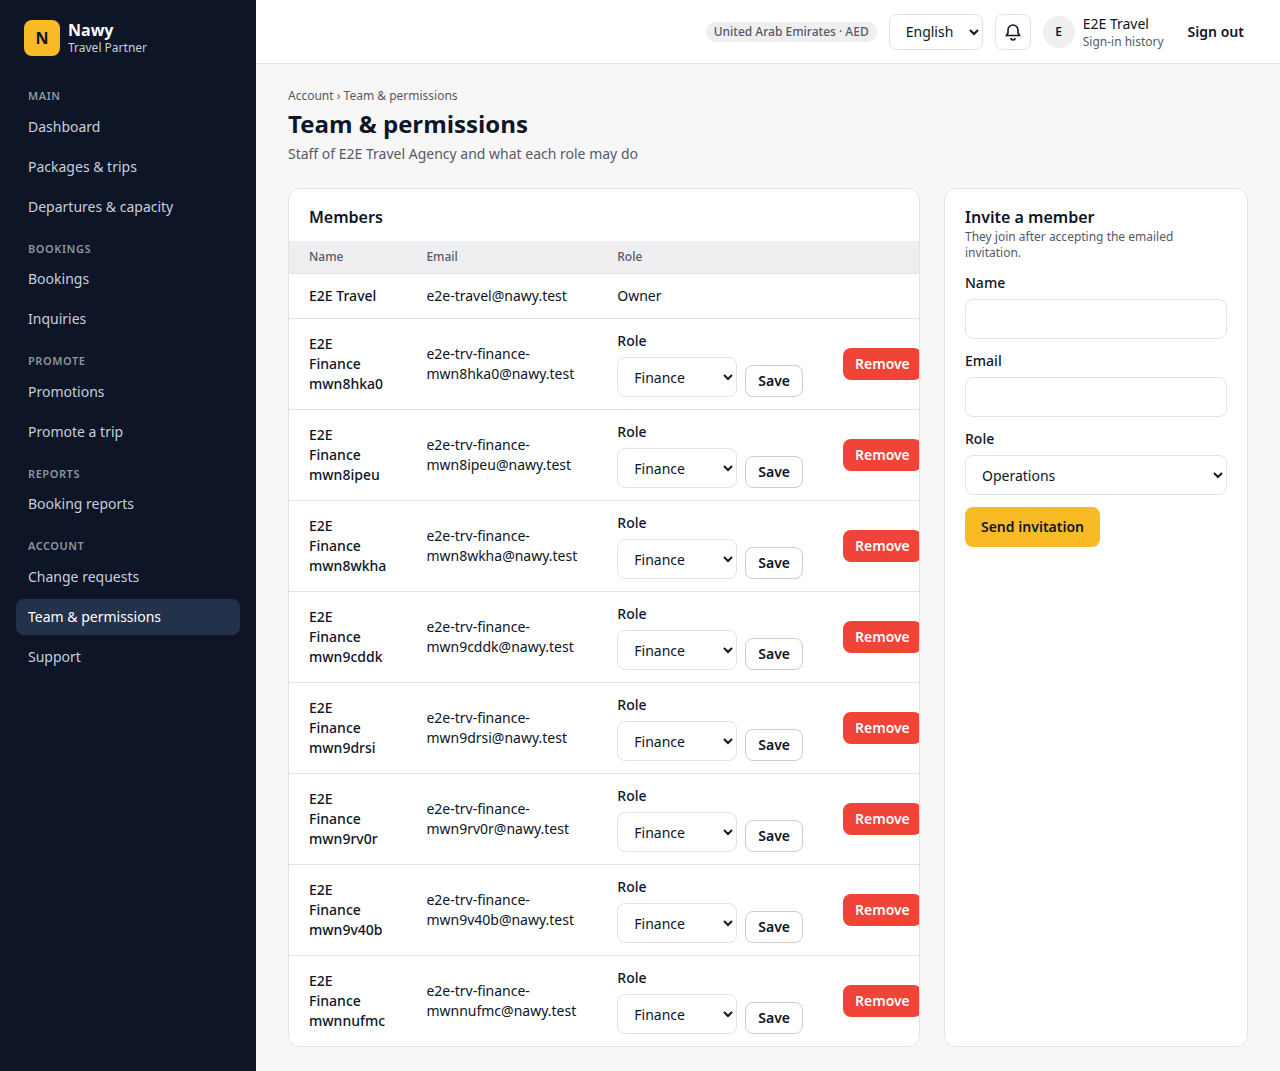 N
Nawy
Travel Partner
MAIN
Dashboard
Packages & trips
Departures & capacity
BOOKINGS
Bookings
Inquiries
PROMOTE
Promotions
Promote a trip
REPORTS
Booking reports
ACCOUNT
Change requests
Team & permissions
Support
United Arab Emirates · AED
English
E
E2E Travel
Sign-in history
Sign out
Account › Team & permissions
Team & permissions
Staff of E2E Travel Agency and what each role may do
Members
Name Email Role
E2E Travel e2e-travel@nawy.test Owner
E2E
Finance
mwn8hka0
e2e-trv-finance-
mwn8hka0@nawy.test
Role
Finance
Save
Remove
E2E
Finance
mwn8ipeu
e2e-trv-finance-
mwn8ipeu@nawy.test
Role
Finance
Save
Remove
E2E
Finance
mwn8wkha
e2e-trv-finance-
mwn8wkha@nawy.test
Role
Finance
Save
Remove
E2E
Finance
mwn9cddk
e2e-trv-finance-
mwn9cddk@nawy.test
Role
Finance
Save
Remove
E2E
Finance
mwn9drsi
e2e-trv-finance-
mwn9drsi@nawy.test
Role
Finance
Save
Remove
E2E
Finance
mwn9rv0r
e2e-trv-finance-
mwn9rv0r@nawy.test
Role
Finance
Save
Remove
E2E
Finance
mwn9v40b
e2e-trv-finance-
mwn9v40b@nawy.test
Role
Finance
Save
Remove
E2E
Finance
mwnnufmc
e2e-trv-finance-
mwnnufmc@nawy.test
Role
Finance
Save
Remove
Invite a member
They join after accepting the emailed
invitation.
Name
Email
Role
Operations
Send invitation